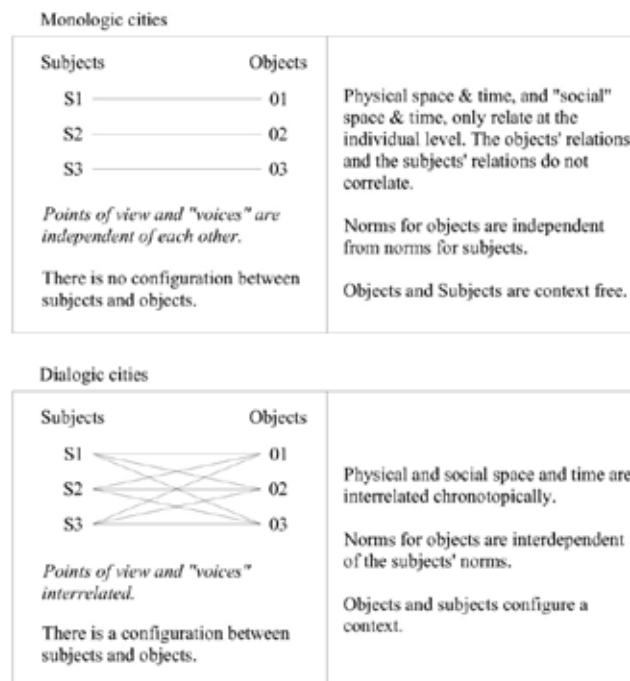 Monologic cities
Subjects Objects
S1 01
S2 02
S3 03
Points of view and "voices" are
independent of each other.
There is no configuration between
subjects and objects.
Physical space & time, and "social"
space & time, only relate at the
individual level. The objects' relations
and the subjects' relations do not
correlate.
Norms for objects are independent
from norms for subjects.
Objects and Subjects are context free.
Dialogic cities
Subjects Objects
S1 01
S2 02
S3 03
Points of view and "voices"
interrelated.
There is a configuration between
subjects and objects.
Physical and social space and time are
interrelated chronotopically.
Norms for objects are interdependent
of the subjects' norms.
Objects and subjects configure a
context.